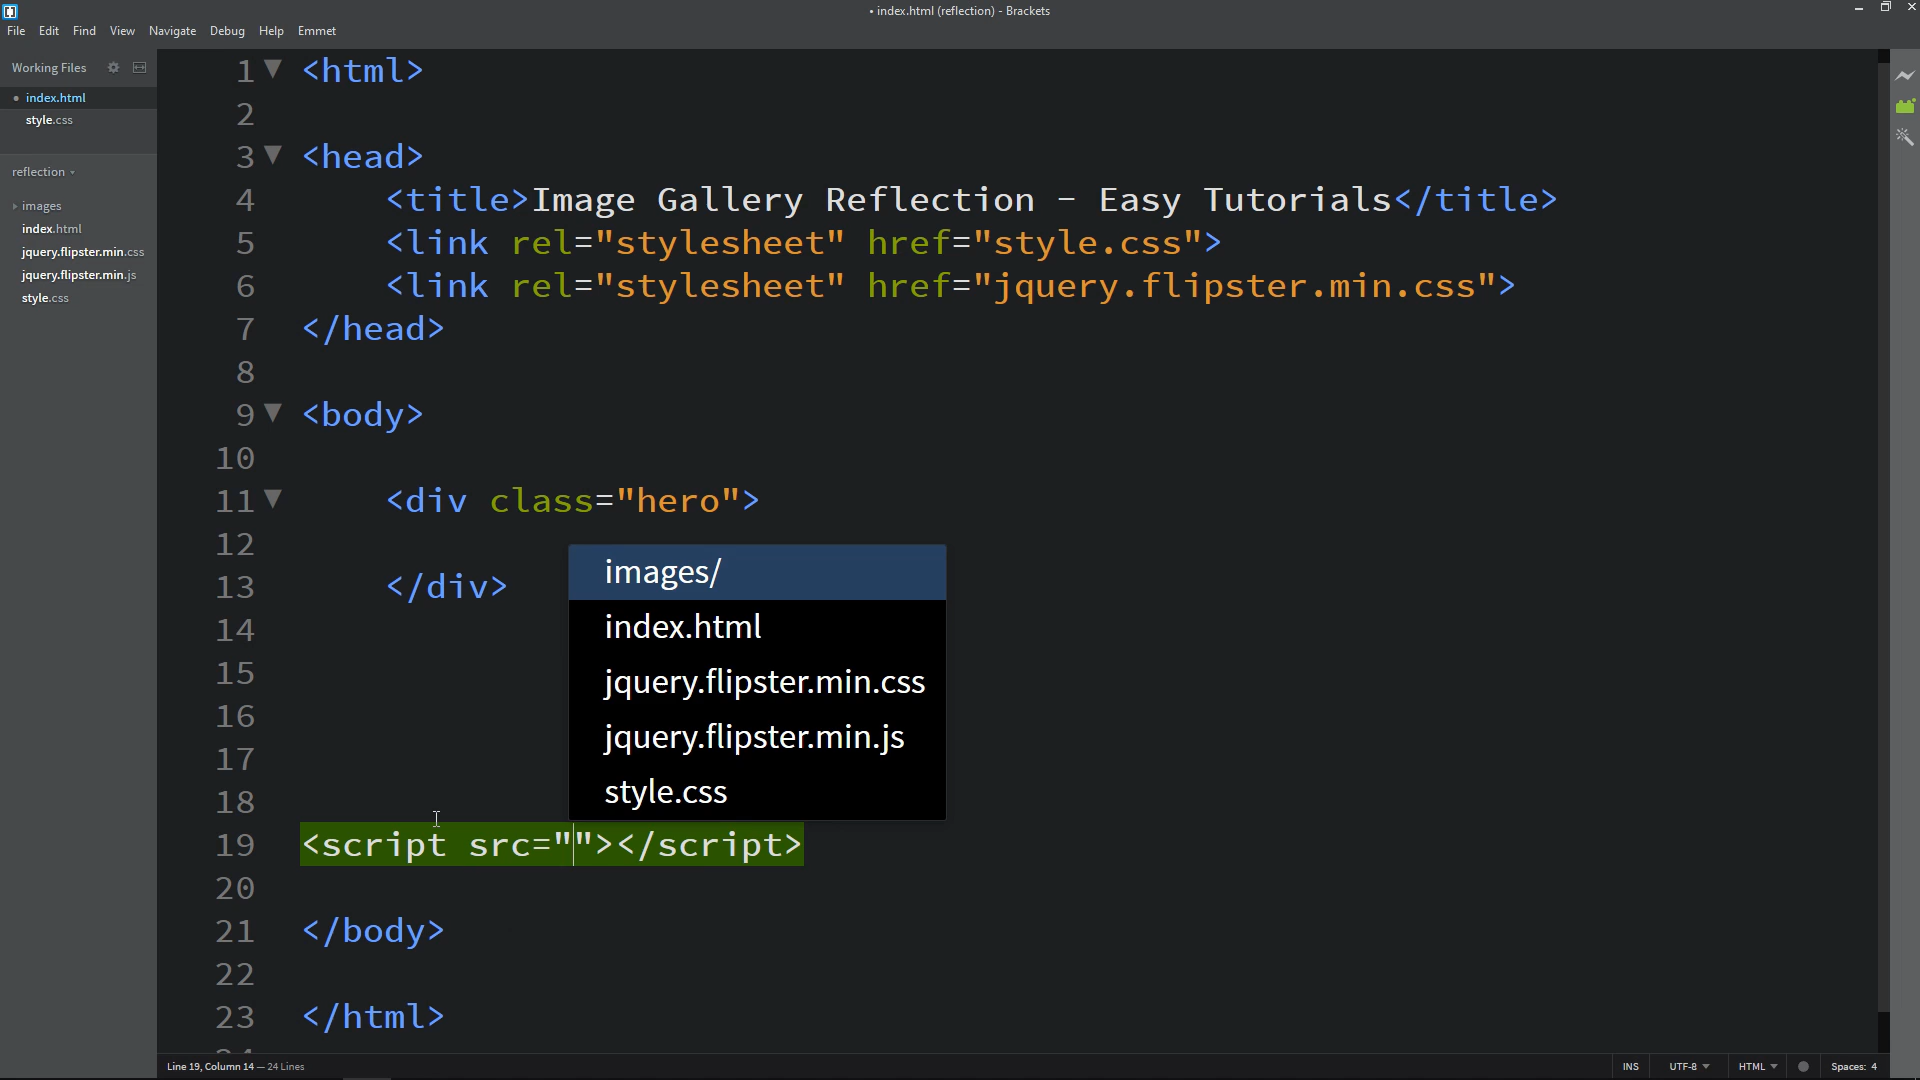 • index.html (reflection) - Brackets
File Edit Find View Navigate Debug Help Emmet
Working Files
• index.html
style.css
reflection
images
index.html
jquery.flipster.min.css
jquery.flipster.min.js
style.css
1 <html>
2
3 <head>
4 <title>Image Gallery Reflection - Easy Tutorials</title>
5 <link rel="stylesheet" href="style.css">
6 <link rel="stylesheet" href="jquery.flipster.min.css">
7 </head>
8
9 <body>
10
11 <div class="hero">
12
13 </div>
14
15
16
17
18
images/
index.html
jquery.flipster.min.css
jquery.flipster.min.js
style.css
19 <script src=""></script>
20
21 </body>
22
23 </html>
Line 19, Column 14 — 24 Lines
INS UTF-8 HTML Spaces: 4